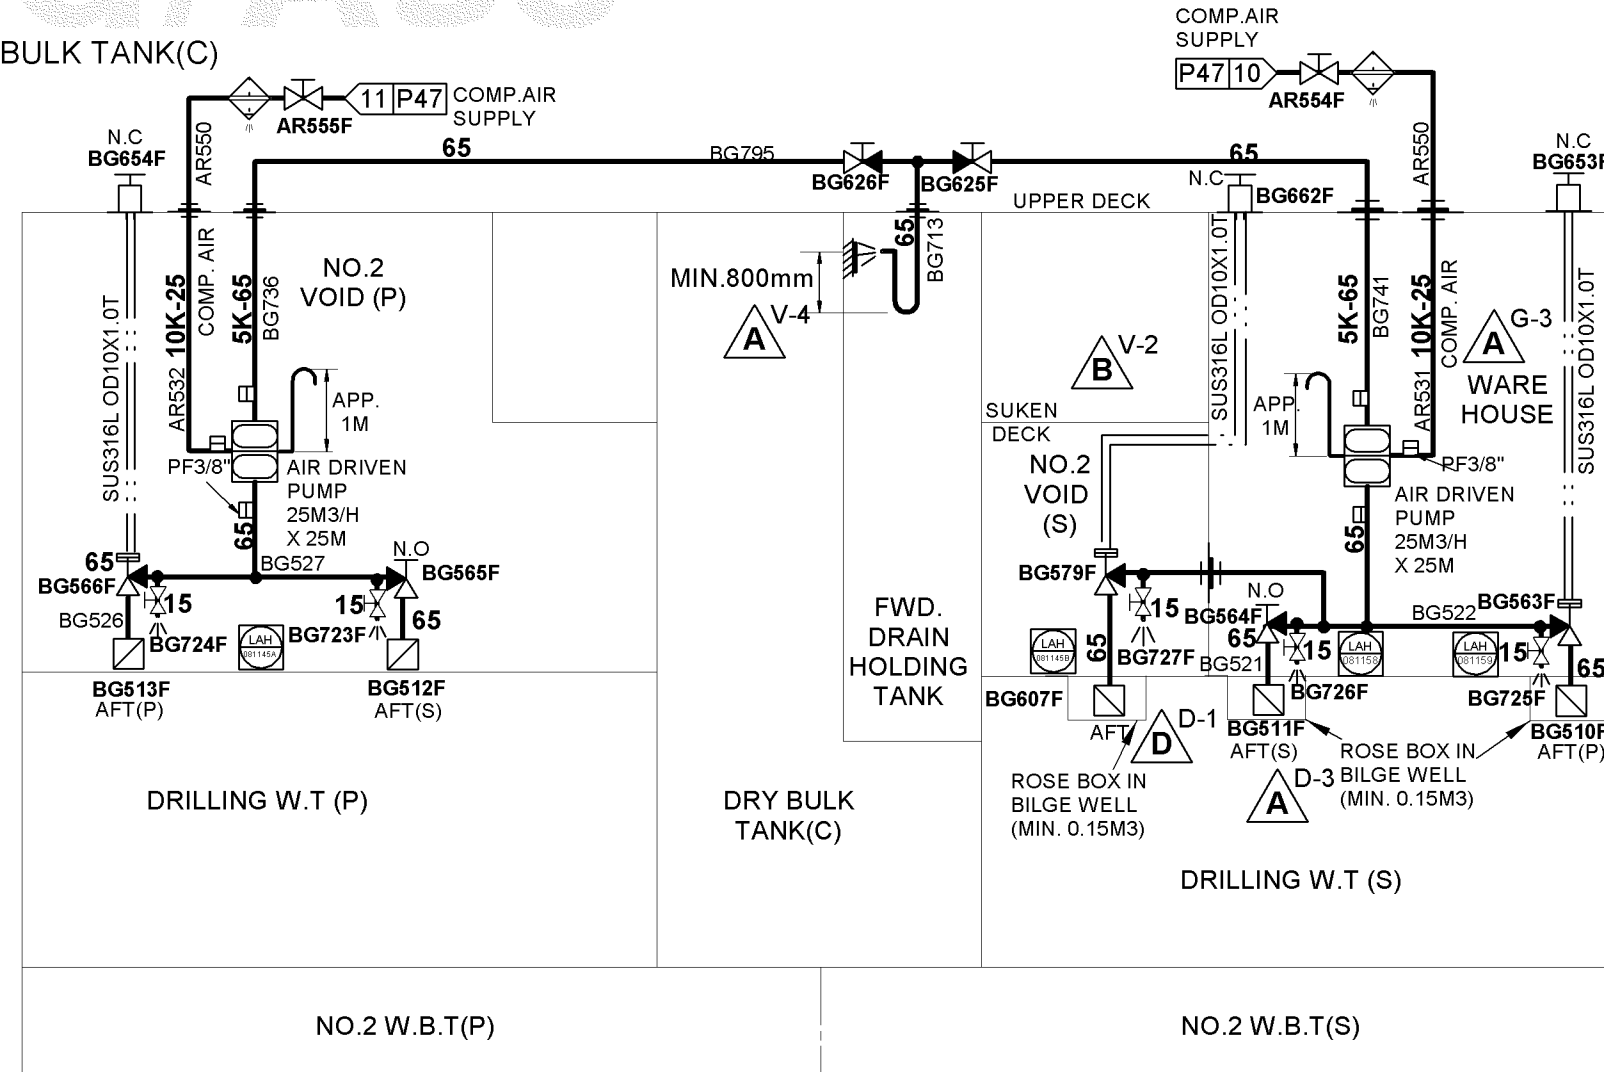 BULK TANK(C)
COMP.AIR
SUPPLY
P47 10
AR554F
11 P47
COMP.AIR
SUPPLY
AR555F
N.C
BG654F
AR550
65
BG795
BG626F
BG625F
65
N.C
BG662F
AR550
N.C
BG653F
UPPER DECK
NO.2
VOID (P)
SUS316L OD10X1.0T
10K-25
COMP. AIR
AR532
5K-65
BG736
APP.
1M
PF3/8"
AIR DRIVEN
PUMP
25M3/H
X 25M
65
65
BG713
MIN.800mm
A
V-4
B
V-2
SUKEN
DECK
NO.2
VOID
(S)
SUS316L OD10X1.0T
5K-65
BG741
10K-25
COMP. AIR
AR531
A
G-3
WARE
HOUSE
SUS316L OD10X1.0T
APP.
1M
PF3/8"
AIR DRIVEN
PUMP
25M3/H
X 25M
65
65
BG566F
BG527
N.O
BG565F
15
15
65
BG526
BG724F
LAH
081145A
BG723F
BG513F
AFT(P)
BG512F
AFT(S)
FWD.
DRAIN
HOLDING
TANK
BG579F
15
65
LAH
081145B
BG727F
BG607F
AFT
D
D-1
N.O
BG564F
65
15
BG521
BG726F
LAH
081158
BG522
BG563F
LAH
081159
15
BG725F
65
BG511F
AFT(S)
BG510F
AFT(P)
ROSE BOX IN
BILGE WELL
(MIN. 0.15M3)
A
D-3
ROSE BOX IN
BILGE WELL
(MIN. 0.15M3)
DRILLING W.T (P)
DRY BULK
TANK(C)
DRILLING W.T (S)
NO.2 W.B.T(P)
NO.2 W.B.T(S)